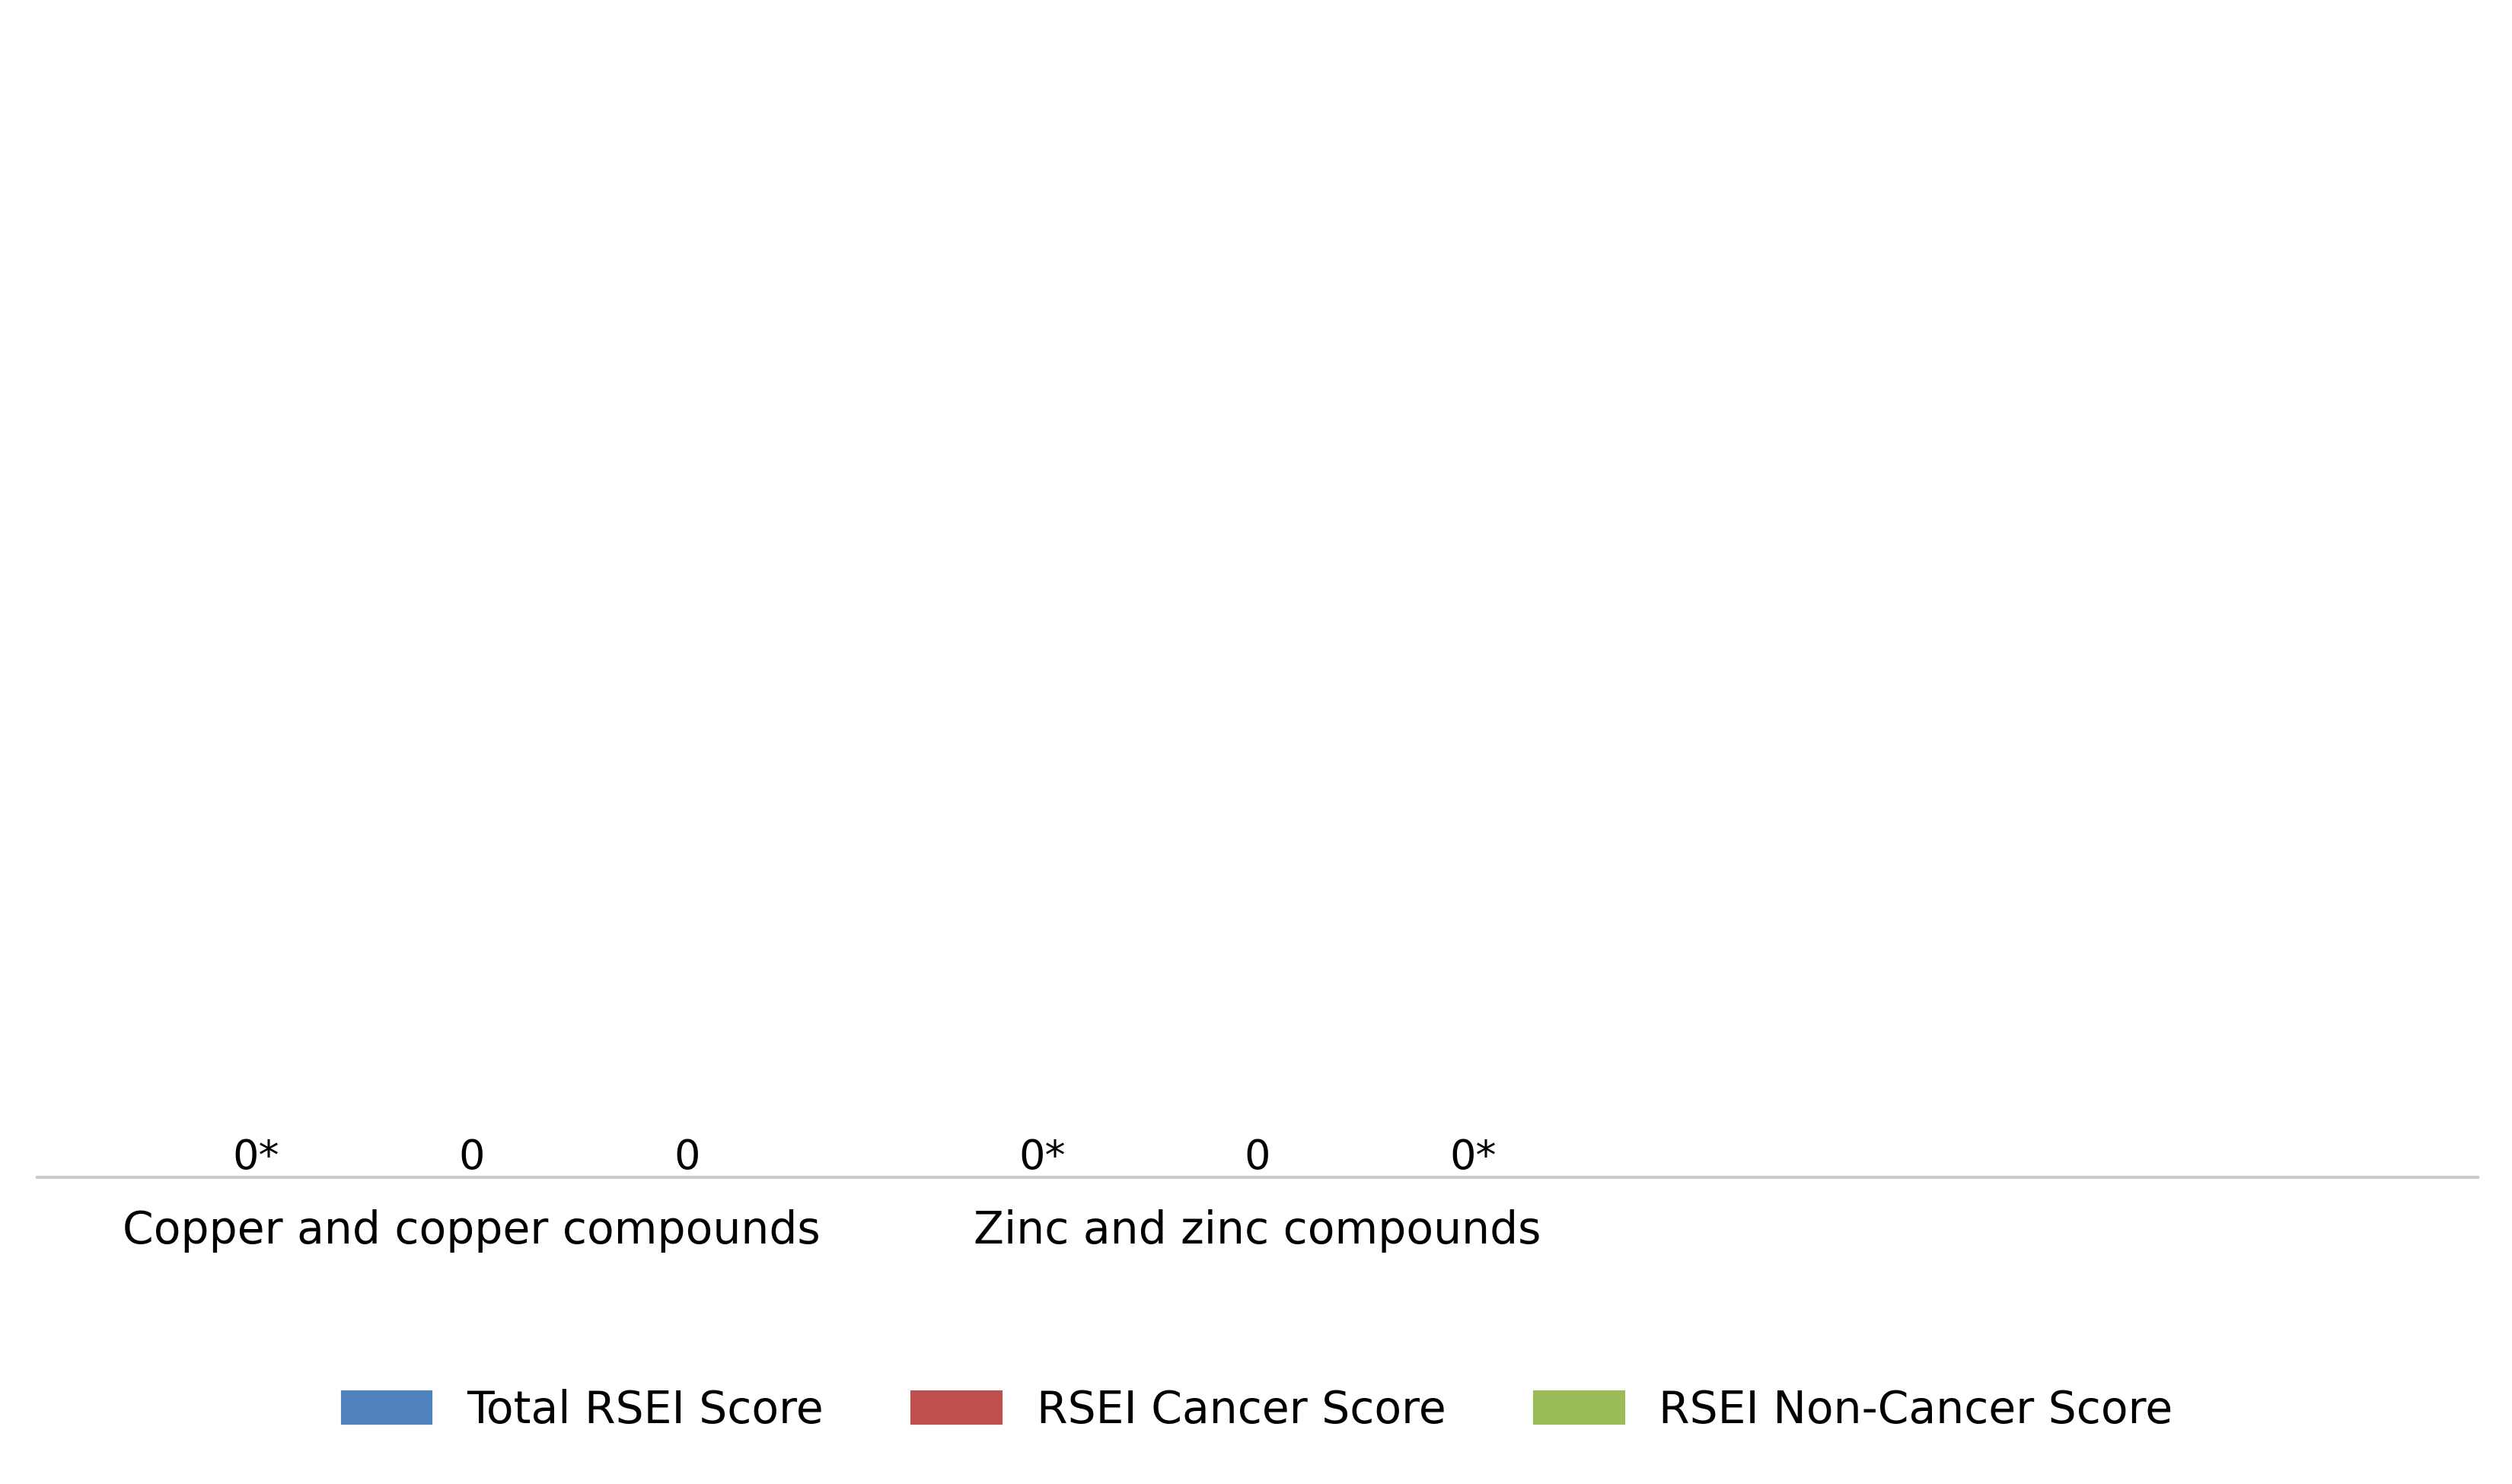 0* 0 0 0* 0 0*
Copper and copper compounds Zinc and zinc compounds
Total RSEI Score RSEI Cancer Score RSEI Non-Cancer Score